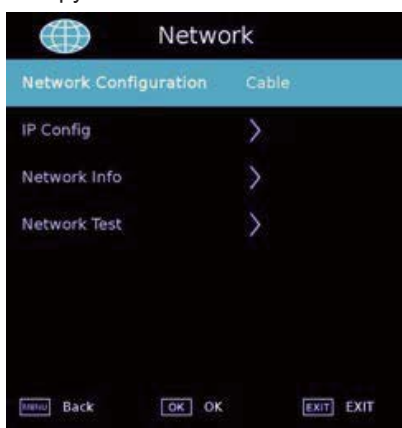 Network
Network Configuration Cable
IP Config
Network Info
Network Test
MENU Back OK OK EXIT EXIT